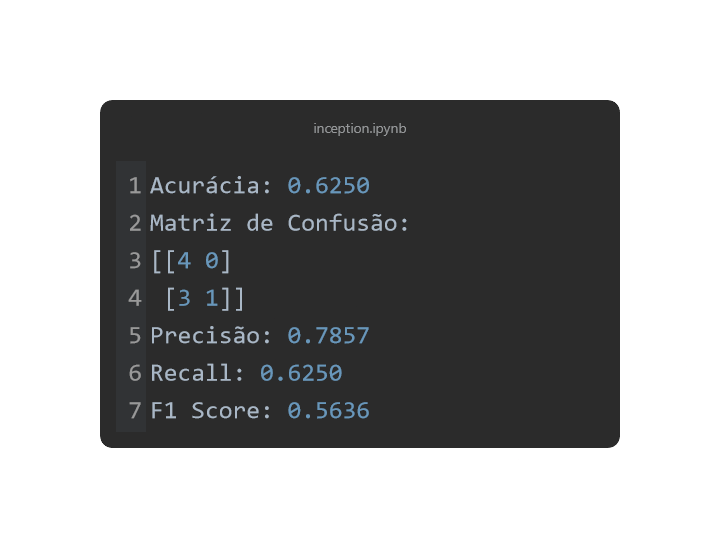 inception.ipynb
1 Acurácia: 0.6250
2 Matriz de Confusão:
3 [[4 0]
4  [3 1]]
5 Precisão: 0.7857
6 Recall: 0.6250
7 F1 Score: 0.5636